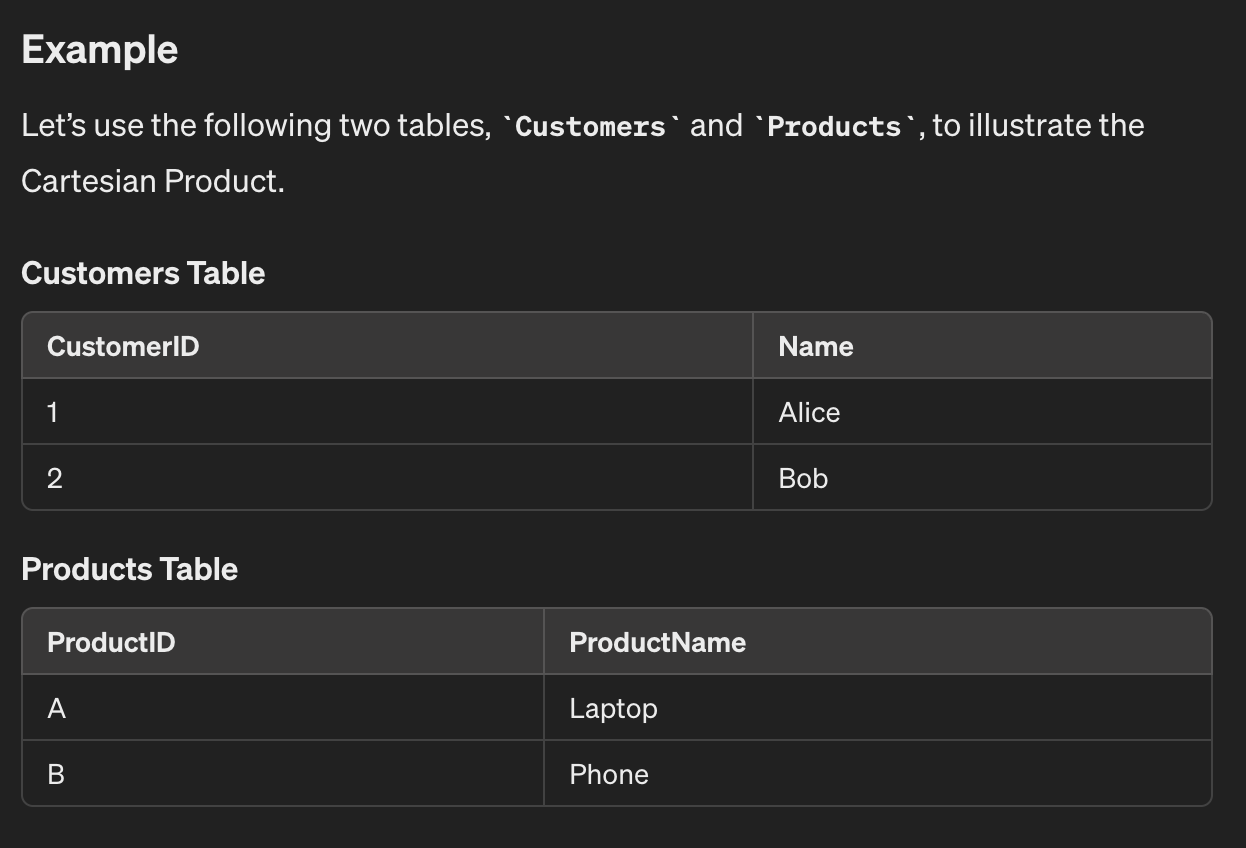 Example
Let’s use the following two tables, `Customers` and `Products`, to illustrate the
Cartesian Product.
Customers Table
CustomerID Name
1 Alice
2 Bob
Products Table
ProductID ProductName
A Laptop
B Phone